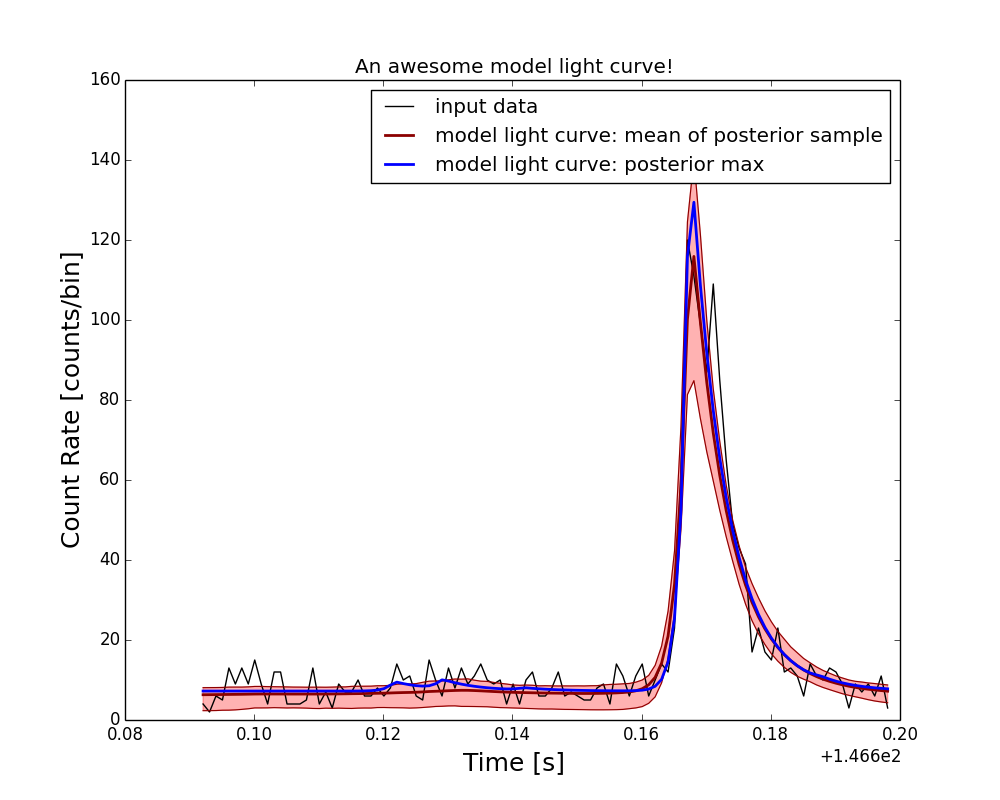 An awesome model light curve!
input data
model light curve: mean of posterior sample
model light curve: posterior max
160
140
120
100
80
60
40
20
0
Count Rate [counts/bin]
0.08 0.10 0.12 0.14 0.16 0.18 0.20
Time [s]
+1.466e2